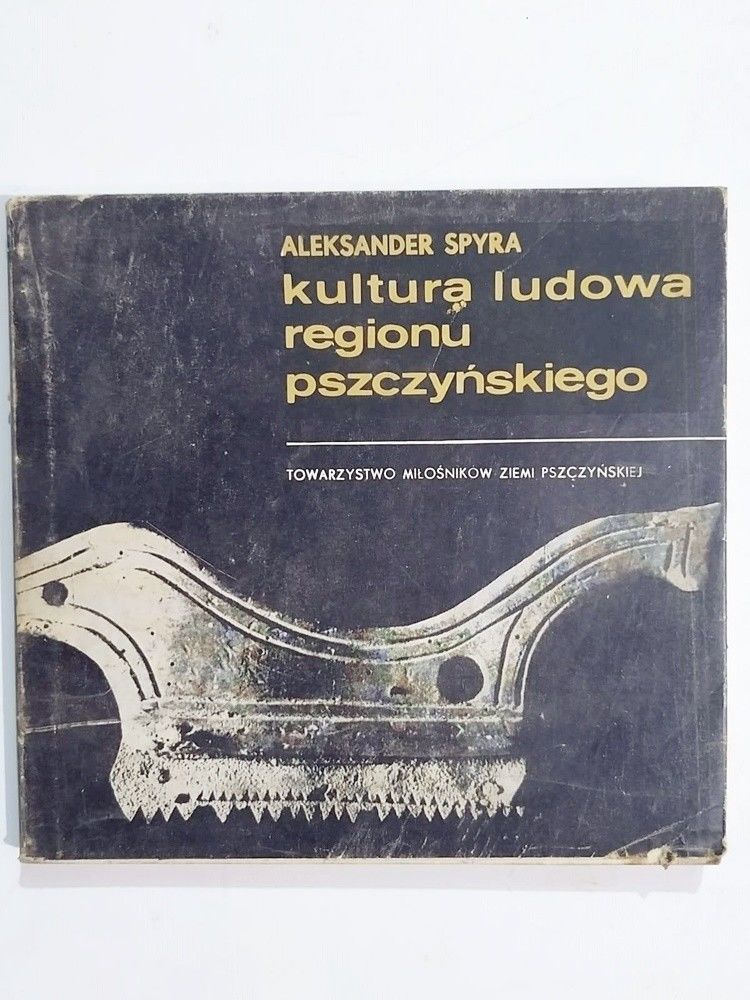 ALEKSANDER SPYRA
kultura ludowa
regionu
pszczyńskiego
TOWARZYSTWO MIŁOŚNIKOW ZIEMI PSZCZYŃSKIEJ